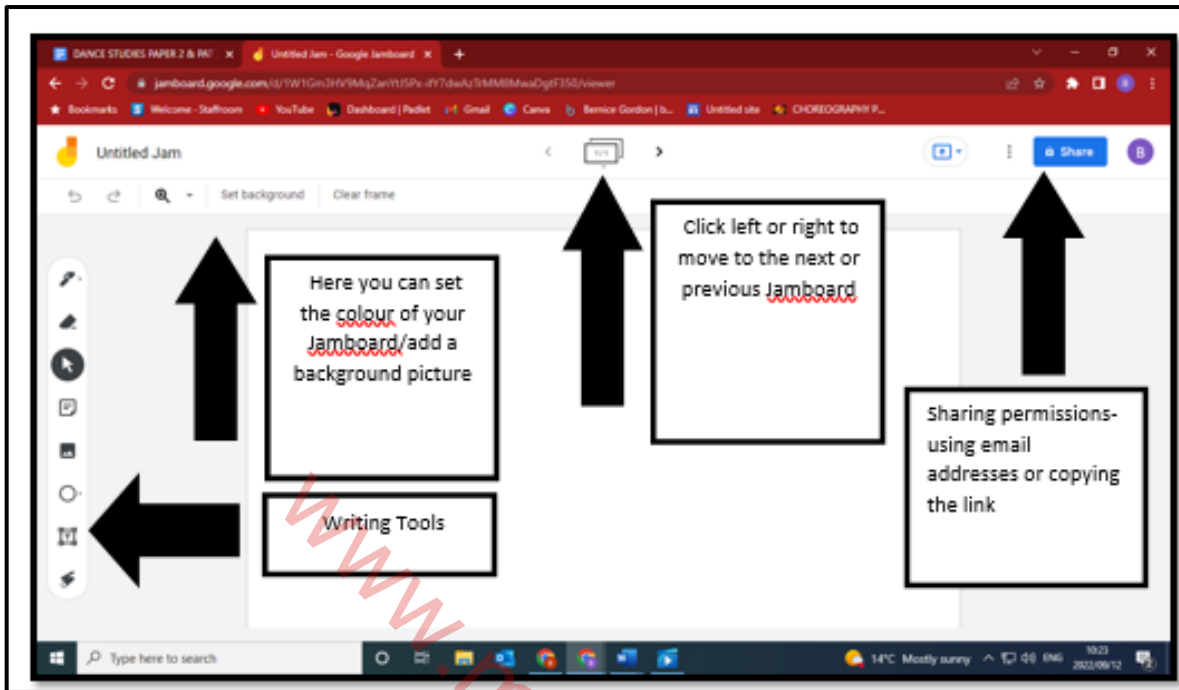 DANCE STUDIES PAPER 2 & PAT
Untitled Jam - Google Jamboard
Bookmarks
Welcome - Staffroom
YouTube
Dashboard | Padlet
Gmail
Canva
Bernice Gordon | b...
Untitled site
CHOREOGRAPHY P...
Untitled Jam
Share
B
Set background
Clear frame
Click left or right to
move to the next or
previous Jamboard
Here you can set
the colour of your
Jamboard/add a
background picture
Sharing permissions-
using email
addresses or copying
the link
Writing Tools
Type here to search
14°C Mostly sunny
ENG
10:23
2022/09/12